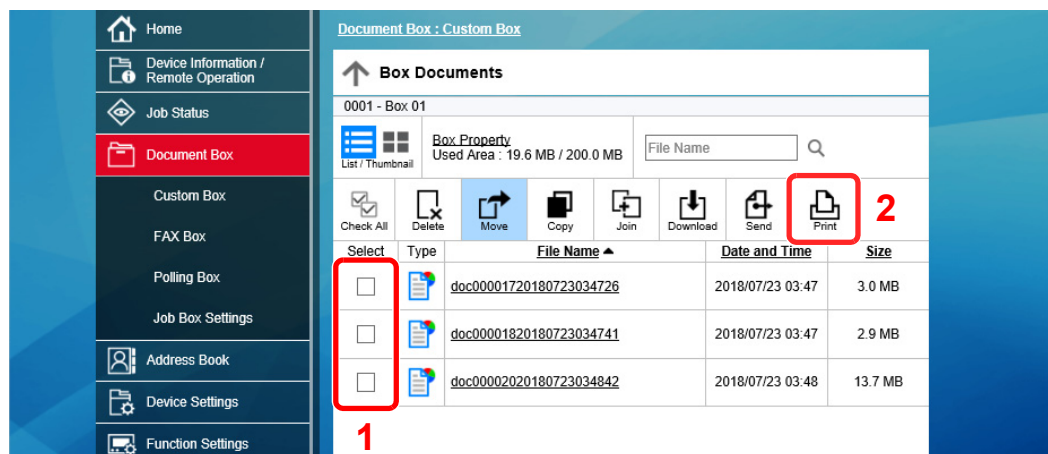 Home
Device Information /
Remote Operation
Job Status
Document Box
Custom Box
FAX Box
Polling Box
Job Box Settings
Address Book
Device Settings
Function Settings
Document Box : Custom Box
Box Documents
0001 - Box 01
List / Thumbnail
Box Property
Used Area : 19.6 MB / 200.0 MB
File Name
Check All Delete Move Copy Join Download Send Print 2
Select Type File Name ▲ Date and Time Size
doc00001720180723034726 2018/07/23 03:47 3.0 MB
doc00001820180723034741 2018/07/23 03:47 2.9 MB
doc00002020180723034842 2018/07/23 03:48 13.7 MB
1